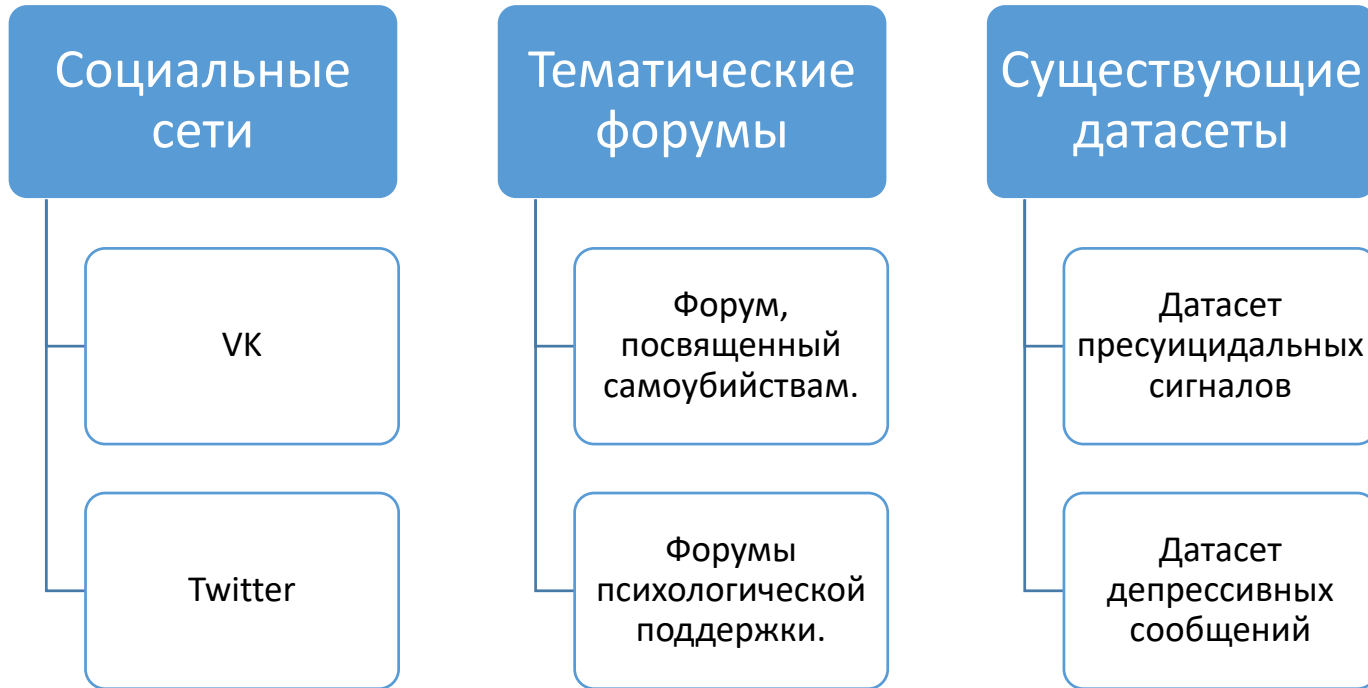 Социальные
сети
VK
Twitter
Тематические
форумы
Форум,
посвященный
самоубийствам.
Форумы
психологической
поддержки.
Существующие
датасеты
Датасет
пресуицидальных
сигналов
Датасет
депрессивных
сообщений